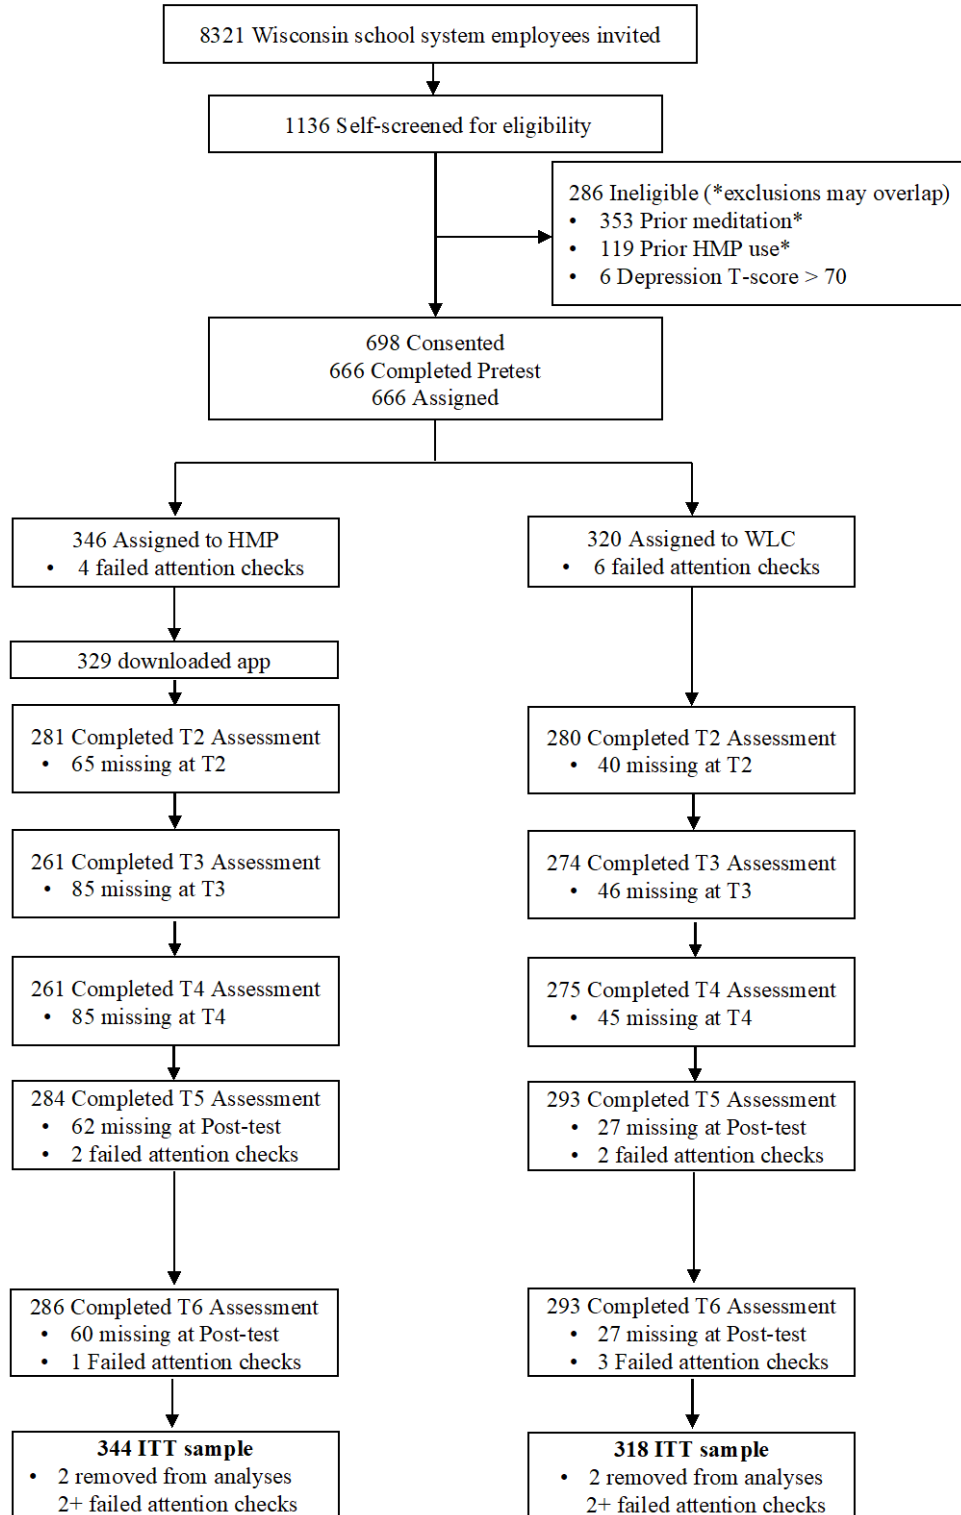 8321 Wisconsin school system employees invited
1136 Self-screened for eligibility
286 Ineligible (*exclusions may overlap)
• 353 Prior meditation*
• 119 Prior HMP use*
• 6 Depression T-score > 70
698 Consented
666 Completed Pretest
666 Assigned
346 Assigned to HMP
• 4 failed attention checks
320 Assigned to WLC
• 6 failed attention checks
329 downloaded app
281 Completed T2 Assessment
• 65 missing at T2
280 Completed T2 Assessment
• 40 missing at T2
261 Completed T3 Assessment
• 85 missing at T3
274 Completed T3 Assessment
• 46 missing at T3
261 Completed T4 Assessment
• 85 missing at T4
275 Completed T4 Assessment
• 45 missing at T4
284 Completed T5 Assessment
• 62 missing at Post-test
• 2 failed attention checks
293 Completed T5 Assessment
• 27 missing at Post-test
• 2 failed attention checks
286 Completed T6 Assessment
• 60 missing at Post-test
• 1 Failed attention checks
293 Completed T6 Assessment
• 27 missing at Post-test
• 3 Failed attention checks
344 ITT sample
• 2 removed from analyses
2+ failed attention checks
318 ITT sample
• 2 removed from analyses
2+ failed attention checks